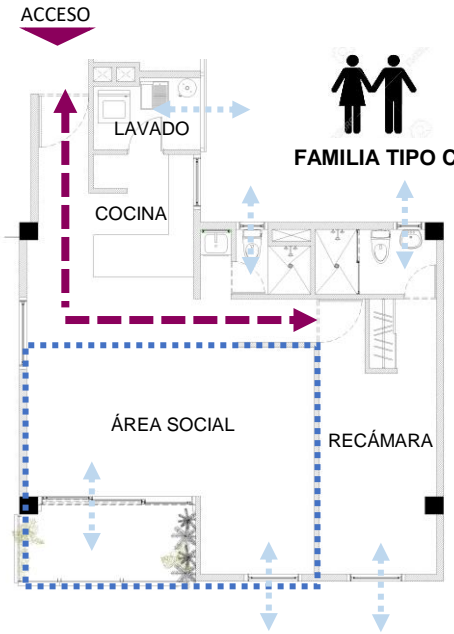 ACCESO
LAVADO
FAMILIA TIPO C
COCINA
ÁREA SOCIAL
RECÁMARA